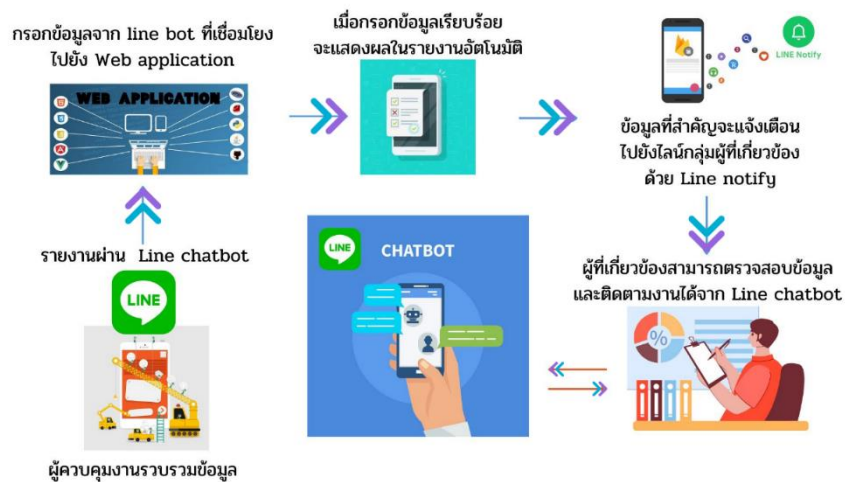 กรอกข้อมูลจาก line bot ที่เชื่อมโยง
ไปยัง Web application
WEB APPLICATION
เมื่อกรอกข้อมูลเรียบร้อย
จะแสดงผลในรายงานอัตโนมัติ
LINE Notify
ข้อมูลที่สำคัญจะแจ้งเตือน
ไปยังไลน์กลุ่มผู้ที่เกี่ยวข้อง
ด้วย Line notify
รายงานผ่าน Line chatbot
LINE
ผู้ควบคุมงานรวบรวมข้อมูล
LINE
CHATBOT
ผู้ที่เกี่ยวข้องสามารถตรวจสอบข้อมูล
และติดตามงานได้จาก Line chatbot
%